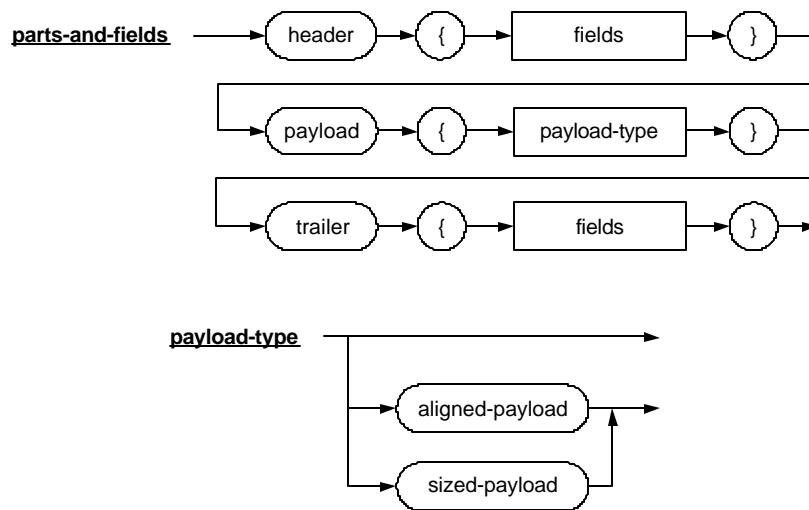 parts-and-fields header { fields }
payload { payload-type }
trailer { fields }
payload-type
aligned-payload
sized-payload